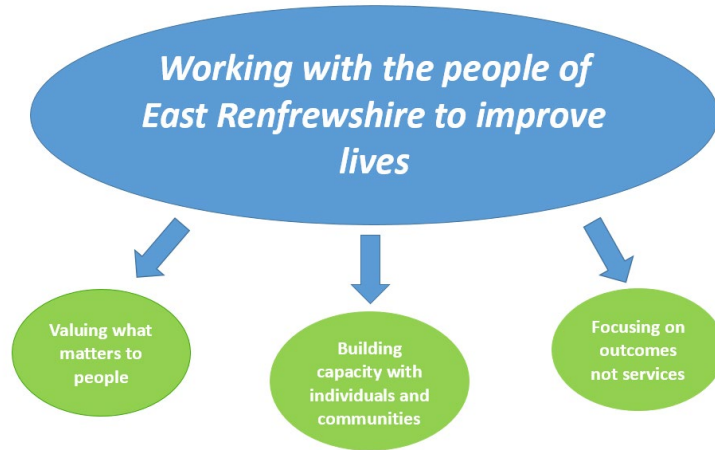 Working with the people of
East Renfrewshire to improve
lives
Valuing what
matters to
people
Building
capacity with
individuals and
communities
Focusing on
outcomes
not services